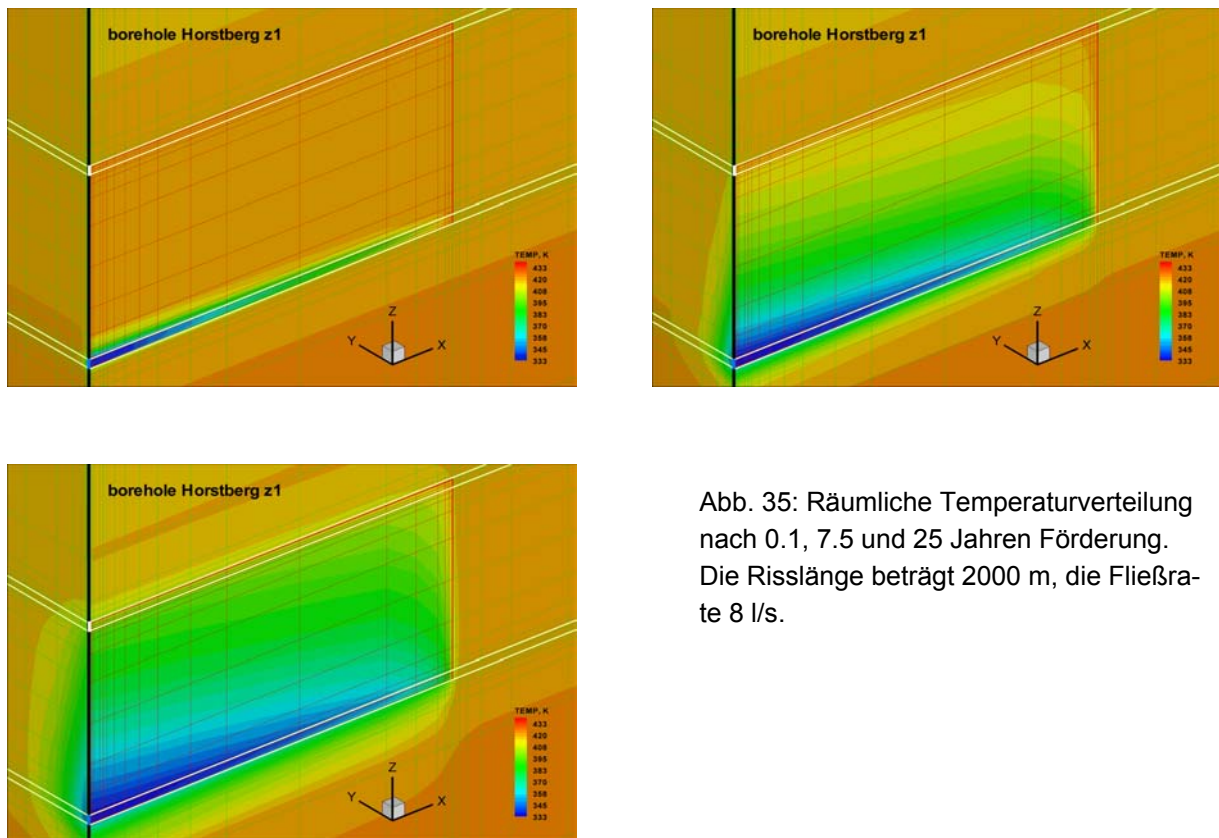 borehole Horstberg z1
TEMP, K
433
420
408
395
383
370
358
345
333
Z
Y
X
borehole Horstberg z1
TEMP, K
433
420
408
395
383
370
358
345
333
Z
Y
X
borehole Horstberg z1
TEMP, K
433
420
408
395
383
370
358
345
333
Z
Y
X
Abb. 35: Räumliche Temperaturverteilung
nach 0.1, 7.5 und 25 Jahren Förderung.
Die Risslänge beträgt 2000 m, die Fließra-
te 8 l/s.